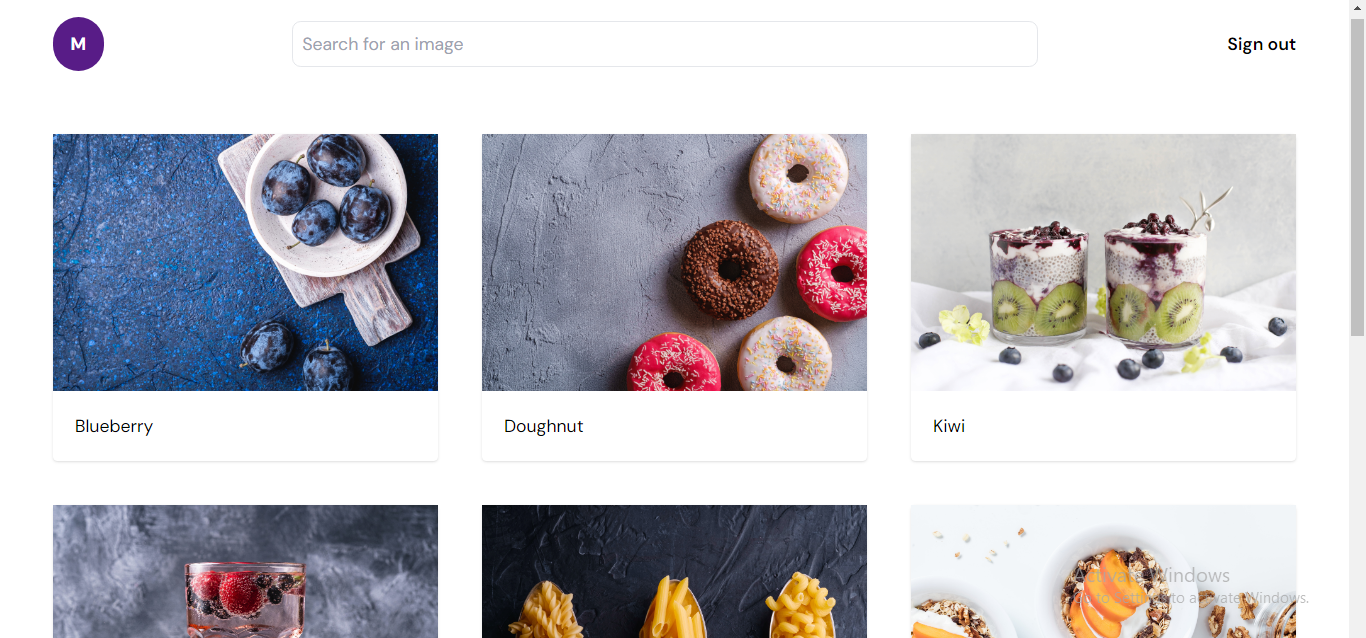 M
Search for an image
Sign out
Blueberry
Doughnut
Kiwi
Activate Windows
Go to Settings to activate Windows.